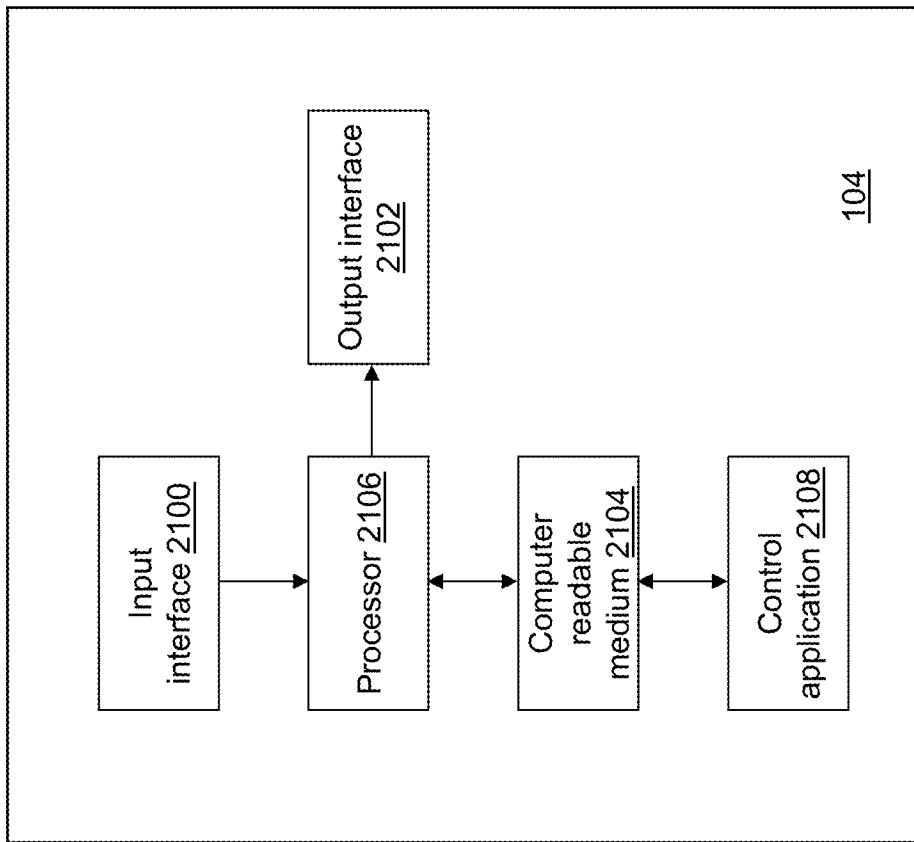 Input
interface 2100
Processor 2106
Output interface
2102
Computer
readable
medium 2104
Control
application 2108
104